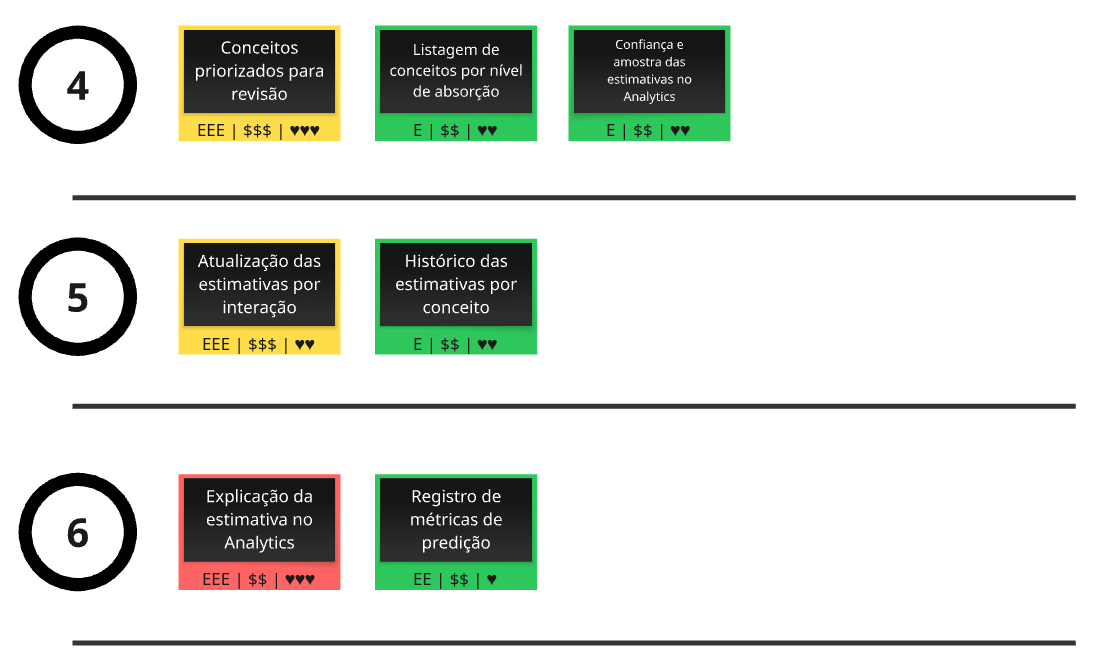 4
Conceitos
priorizados para
revisão
EEE | $$$ | ♥♥♥
Listagem de
conceitos por nível
de absorção
E | $$ | ♥♥
Confiança e
amostra das
estimativas no
Analytics
E | $$ | ♥♥
5
Atualização das
estimativas por
interação
EEE | $$$ | ♥♥
Histórico das
estimativas por
conceito
E | $$ | ♥♥
6
Explicação da
estimativa no
Analytics
EEE | $$ | ♥♥♥
Registro de
métricas de
predição
EE | $$ | ♥